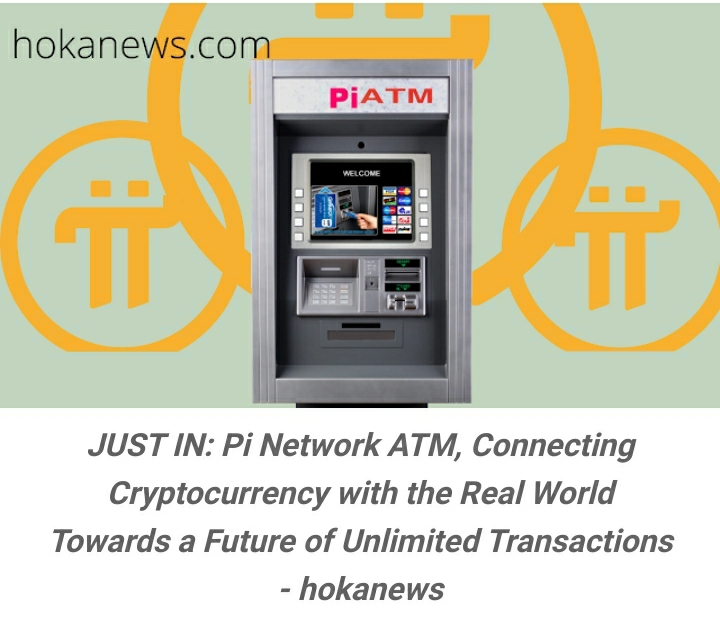 hokanews.com
PiATM
WELCOME
JUST IN: Pi Network ATM, Connecting
Cryptocurrency with the Real World
Towards a Future of Unlimited Transactions
- hokanews